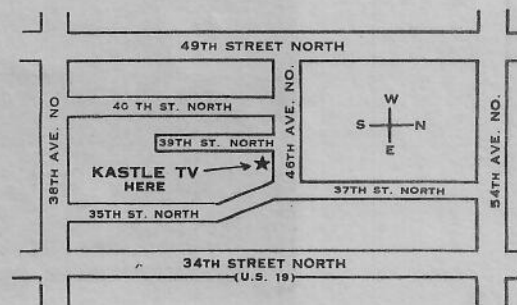 49TH STREET NORTH
40 TH ST. NORTH
39TH ST. NORTH
KASTLE TV
HERE
38TH AVE. NO
46TH AVE. NO.
54TH AVE. NO.
W
S N
E
37TH ST. NORTH
35TH ST. NORTH
34TH STREET NORTH
(U.S. 19)